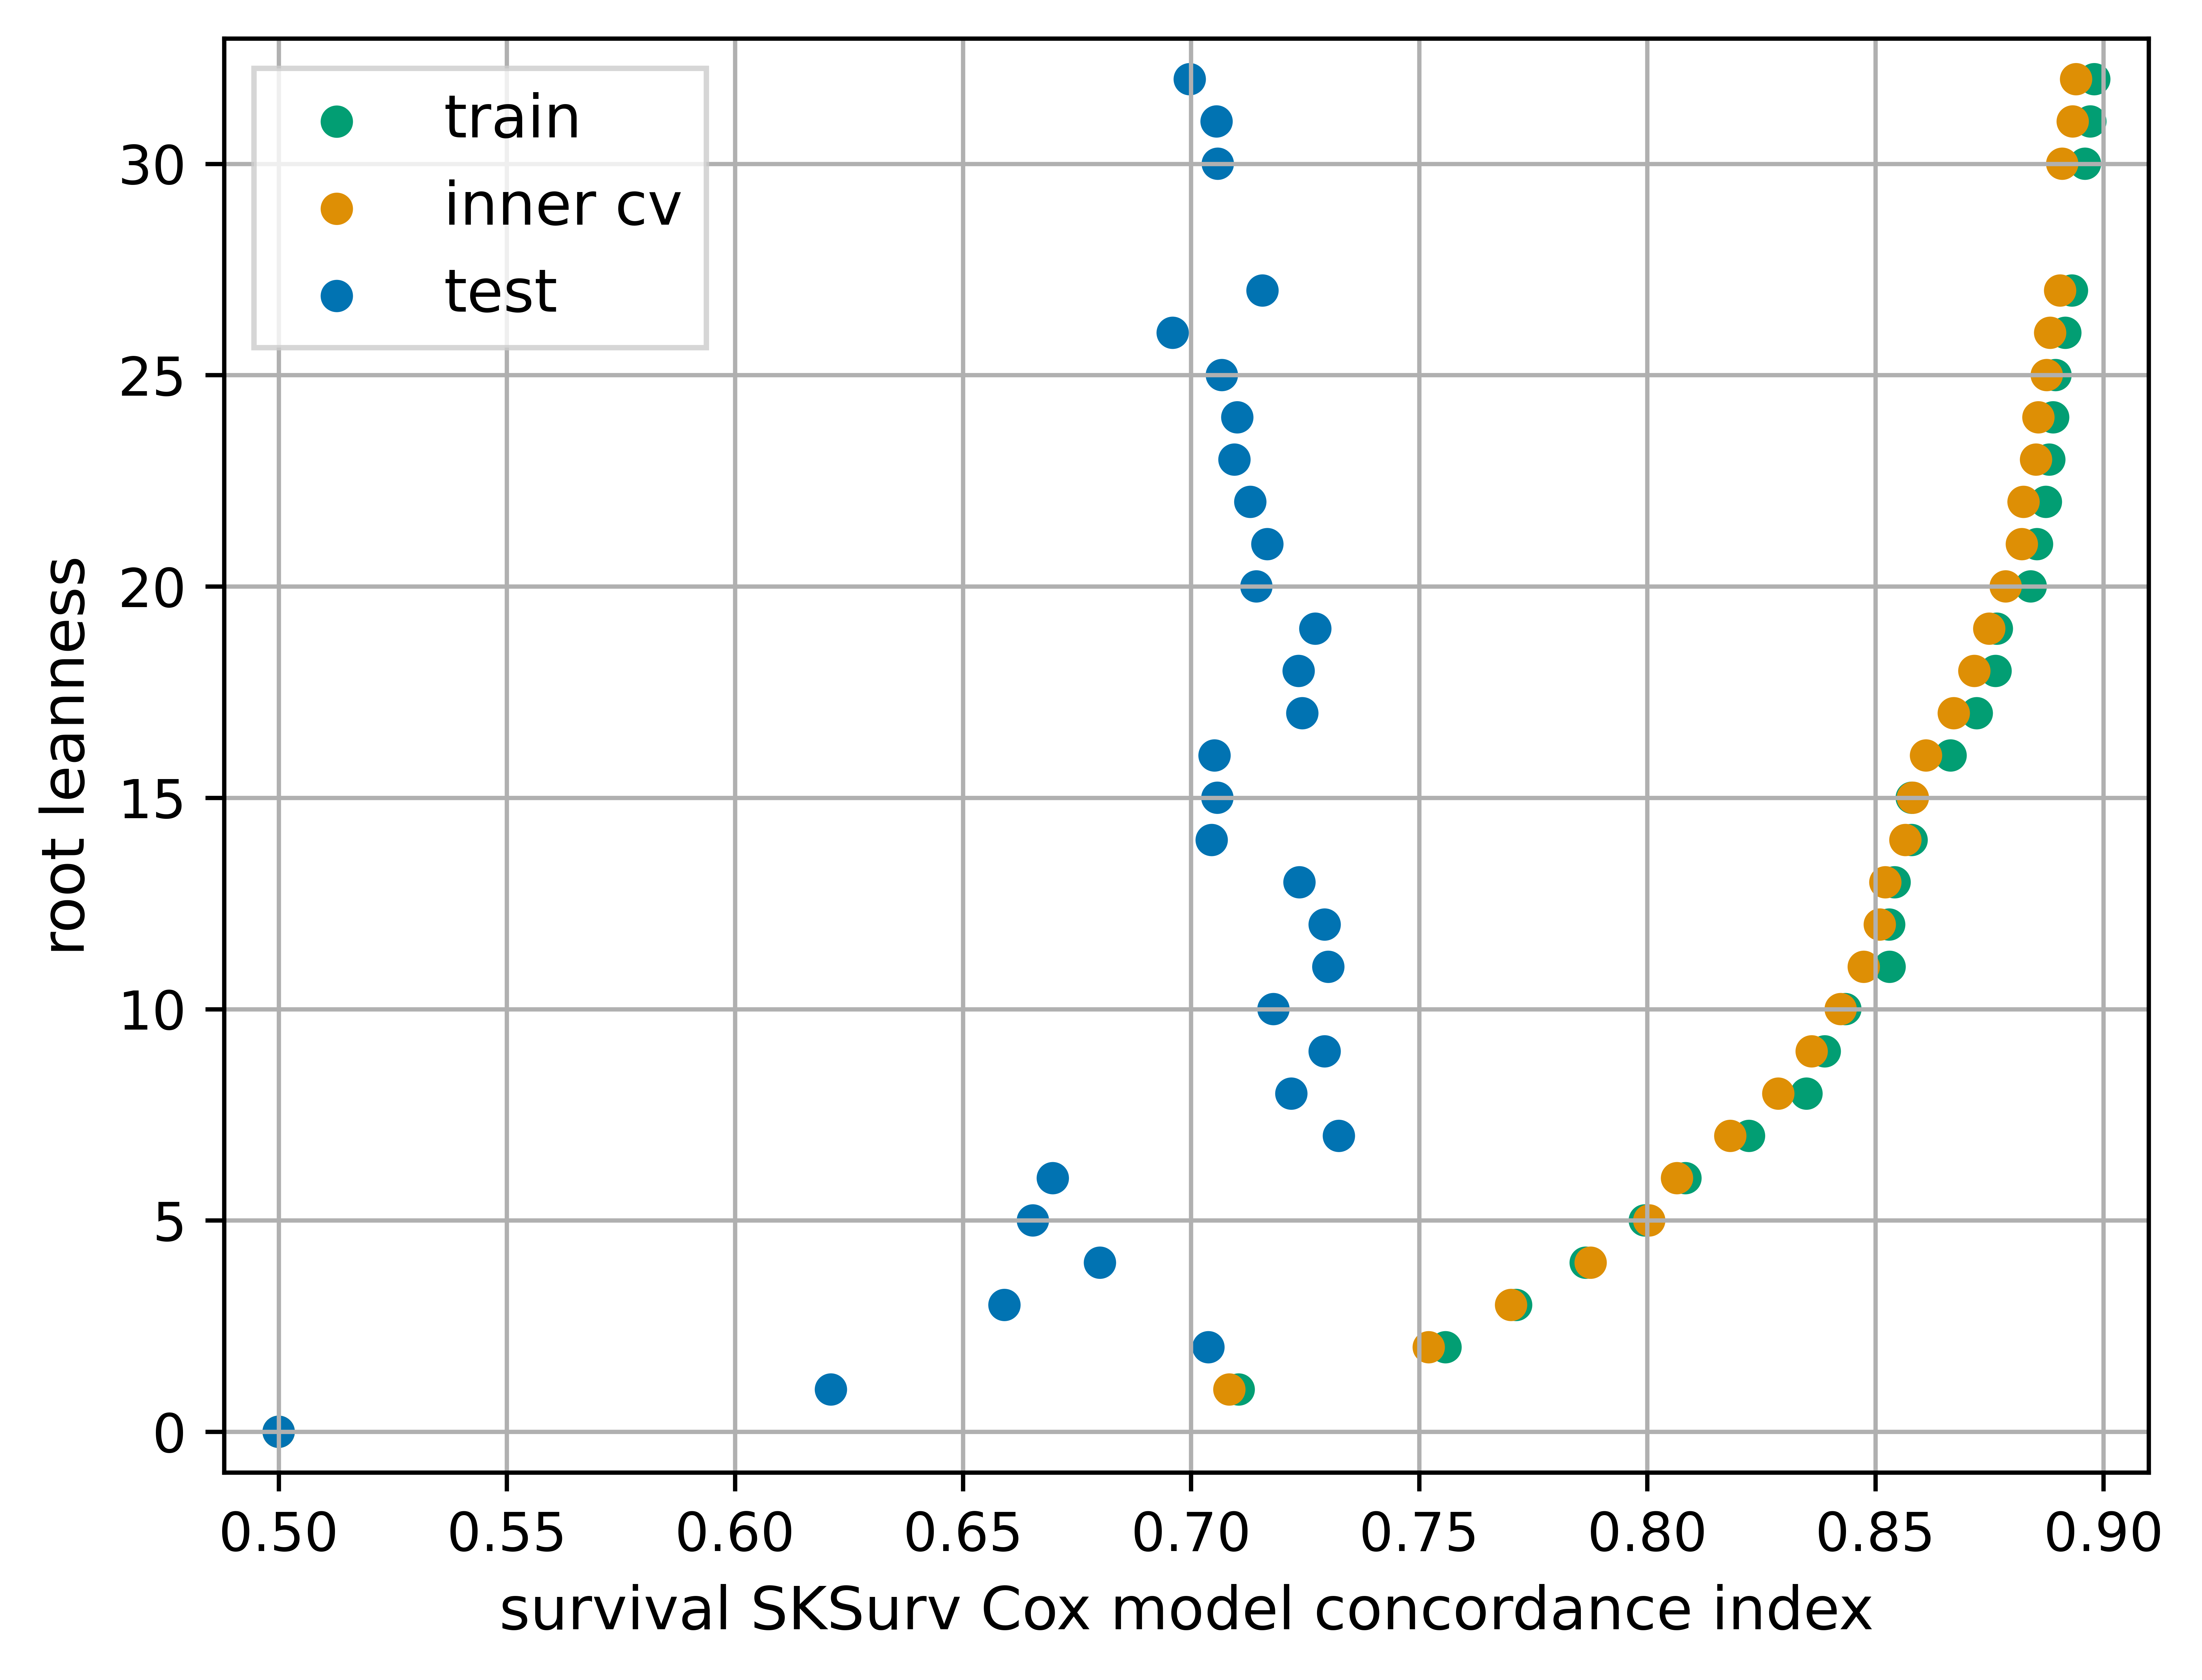 train
inner cv
test
30
25
20
15
10
5
0
root leanness
0.50 0.55 0.60 0.65 0.70 0.75 0.80 0.85 0.90
survival SKSurv Cox model concordance index